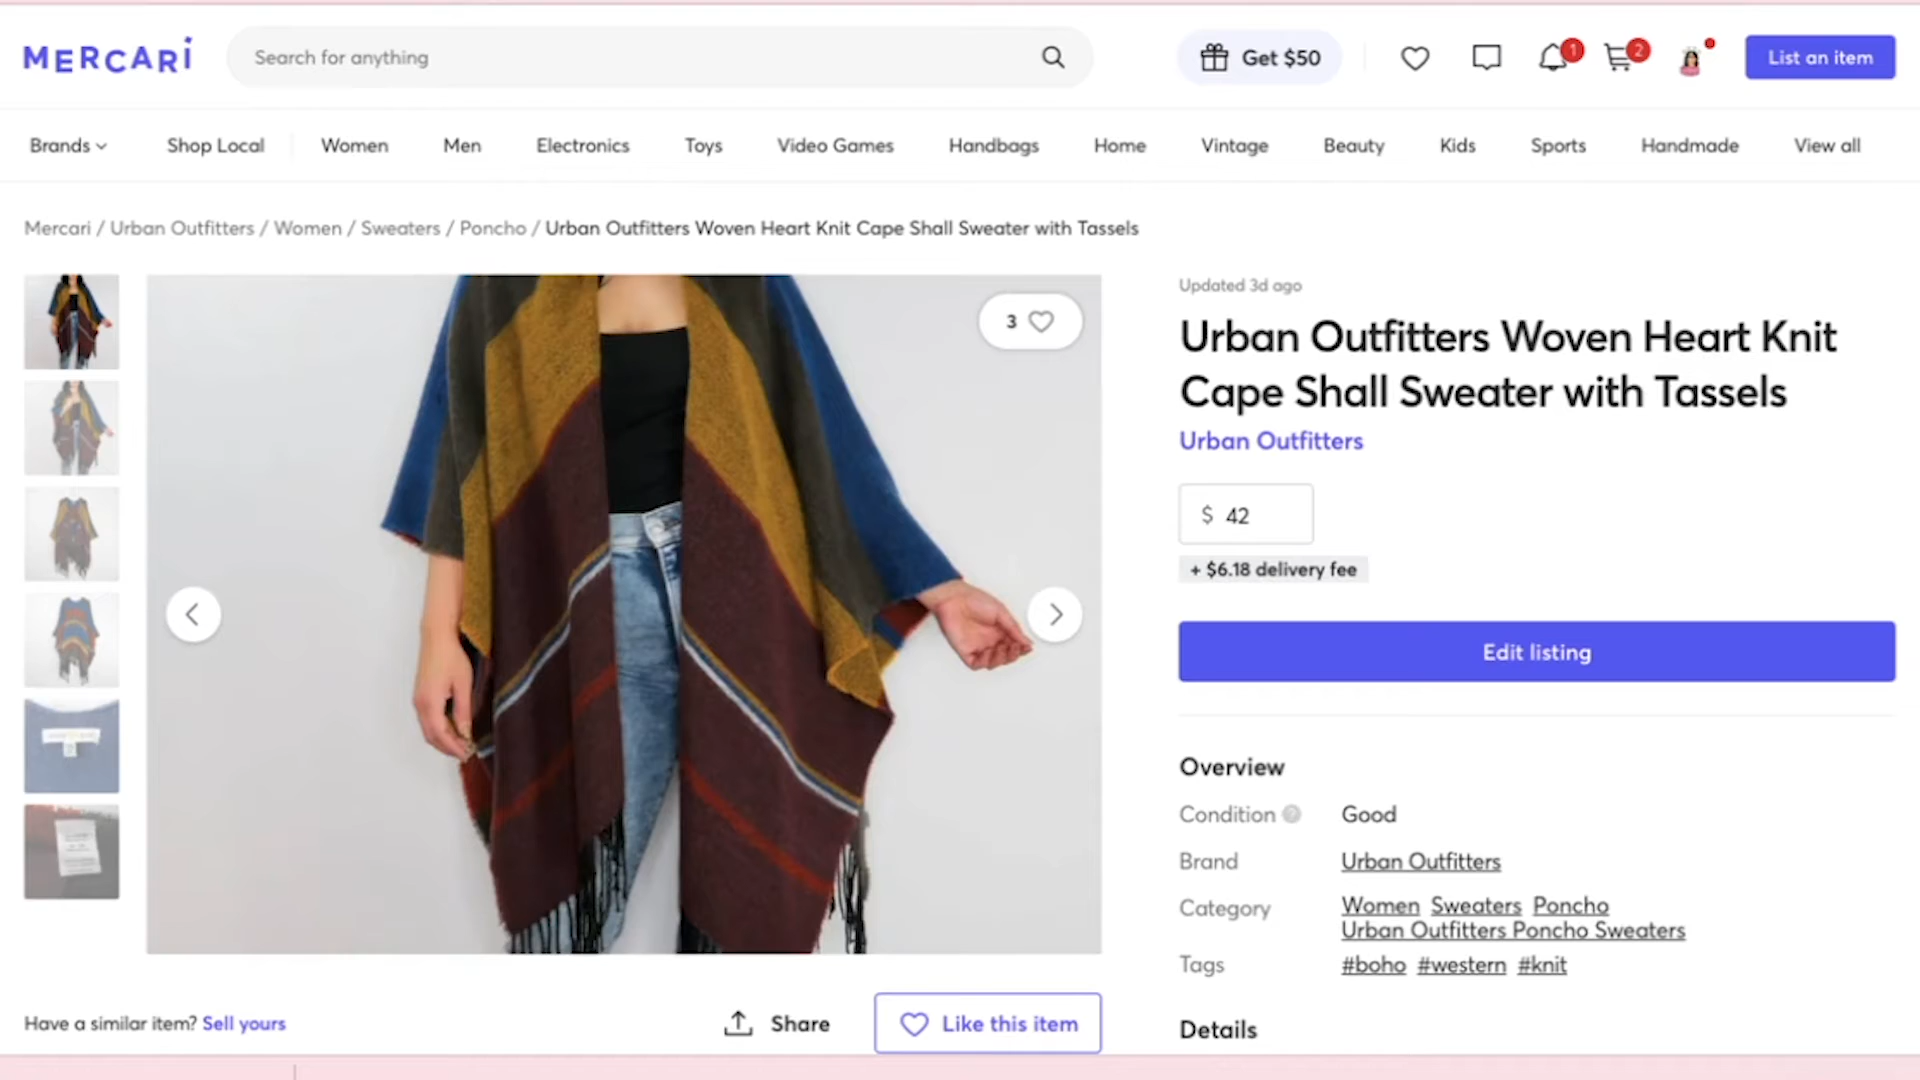 MERCARI
Search for anything
Get $50
1
2
List an item
Brands
Shop Local
Women
Men
Electronics
Toys
Video Games
Handbags
Home
Vintage
Beauty
Kids
Sports
Handmade
View all
Mercari / Urban Outfitters / Women / Sweaters / Poncho / Urban Outfitters Woven Heart Knit Cape Shall Sweater with Tassels
3
Updated 3d ago
Urban Outfitters Woven Heart Knit
Cape Shall Sweater with Tassels
Urban Outfitters
$ 42
+ $6.18 delivery fee
Edit listing
Overview
Condition ? Good
Brand Urban Outfitters
Category Women Sweaters Poncho
Urban Outfitters Poncho Sweaters
Tags #boho #western #knit
Details
Have a similar item? Sell yours
Share
Like this item